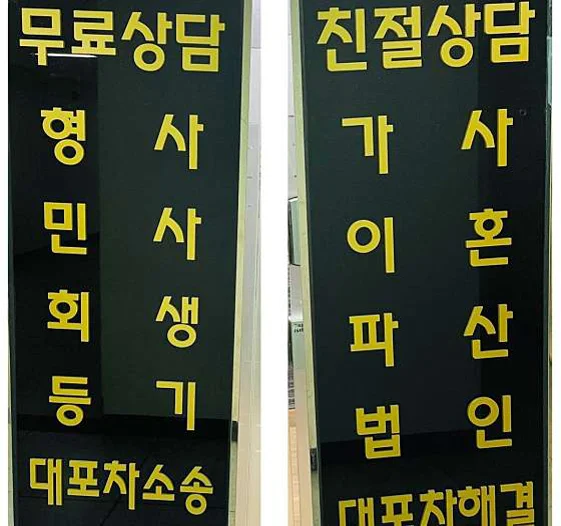 무료상담
형 사
민 사
회 생
등 기
대포차소송
친절상담
가 사
이 혼
파 산
법 인
대포차해결